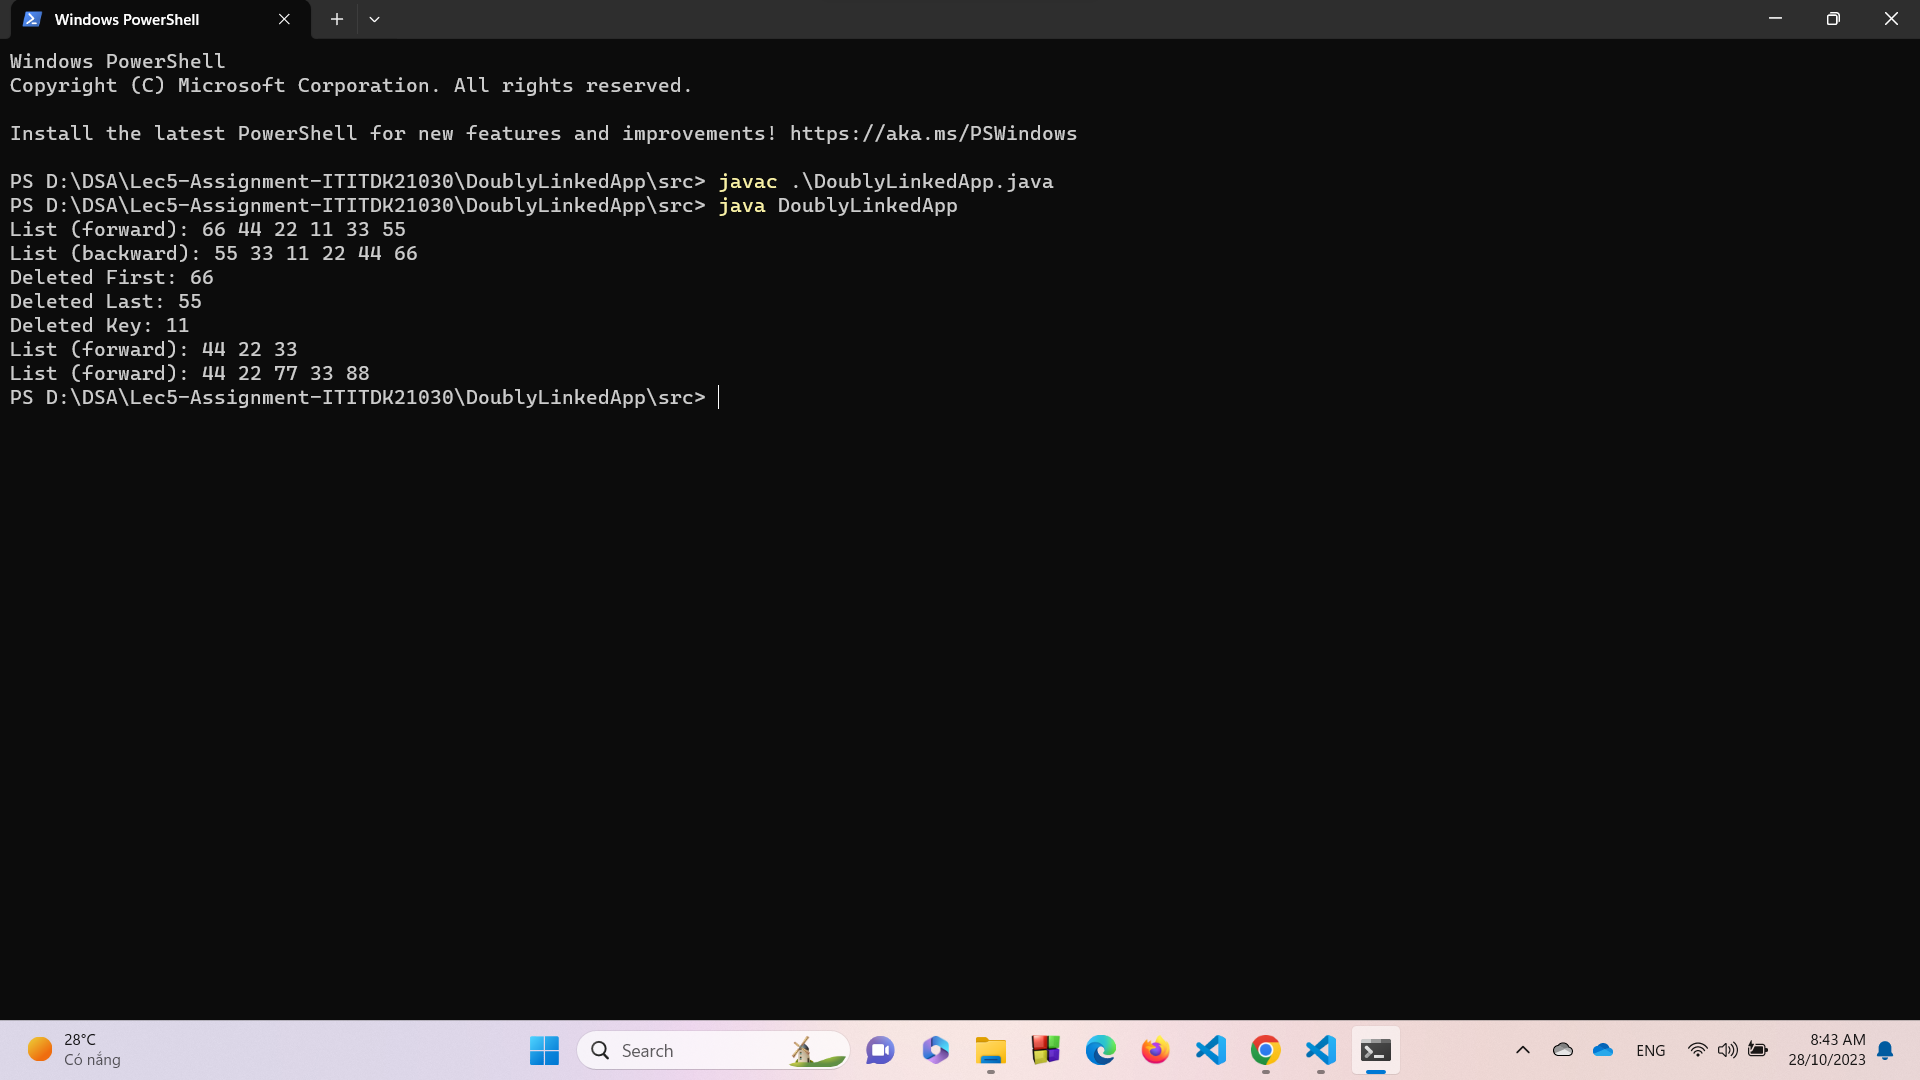 Windows PowerShell
Windows PowerShell
Copyright (C) Microsoft Corporation. All rights reserved.
Install the latest PowerShell for new features and improvements! https://aka.ms/PSWindows
PS D:\DSA\Lec5-Assignment-ITITDK21030\DoublyLinkedApp\src> javac .\DoublyLinkedApp.java
PS D:\DSA\Lec5-Assignment-ITITDK21030\DoublyLinkedApp\src> java DoublyLinkedApp
List (forward): 66 44 22 11 33 55
List (backward): 55 33 11 22 44 66
Deleted First: 66
Deleted Last: 55
Deleted Key: 11
List (forward): 44 22 33
List (forward): 44 22 77 33 88
PS D:\DSA\Lec5-Assignment-ITITDK21030\DoublyLinkedApp\src>
28°C
Có nắng
Search
ENG
8:43 AM
28/10/2023